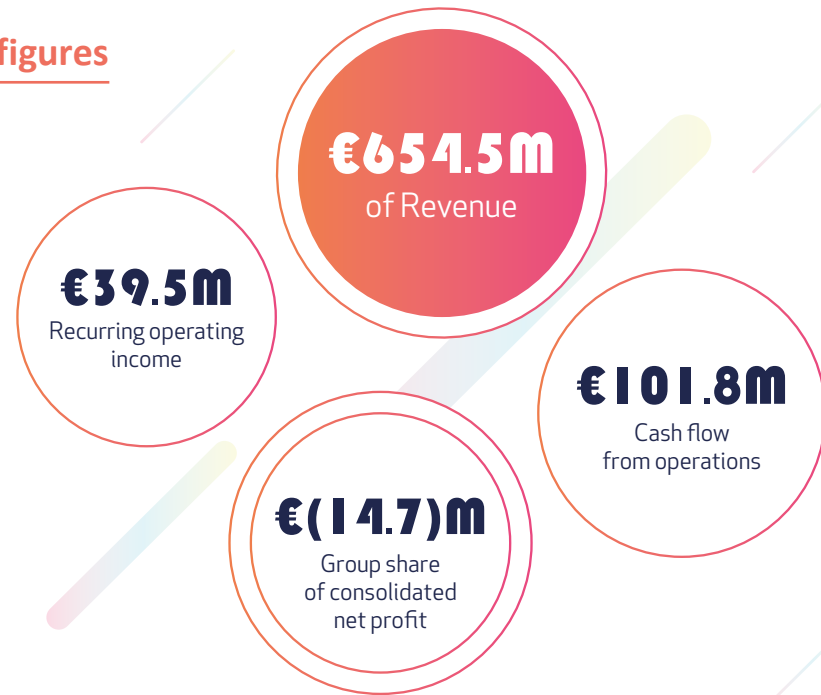 figures
€654.5M
of Revenue
€39.5M
Recurring operating
income
€101.8M
Cash flow
from operations
€(14.7)M
Group share
of consolidated
net profit